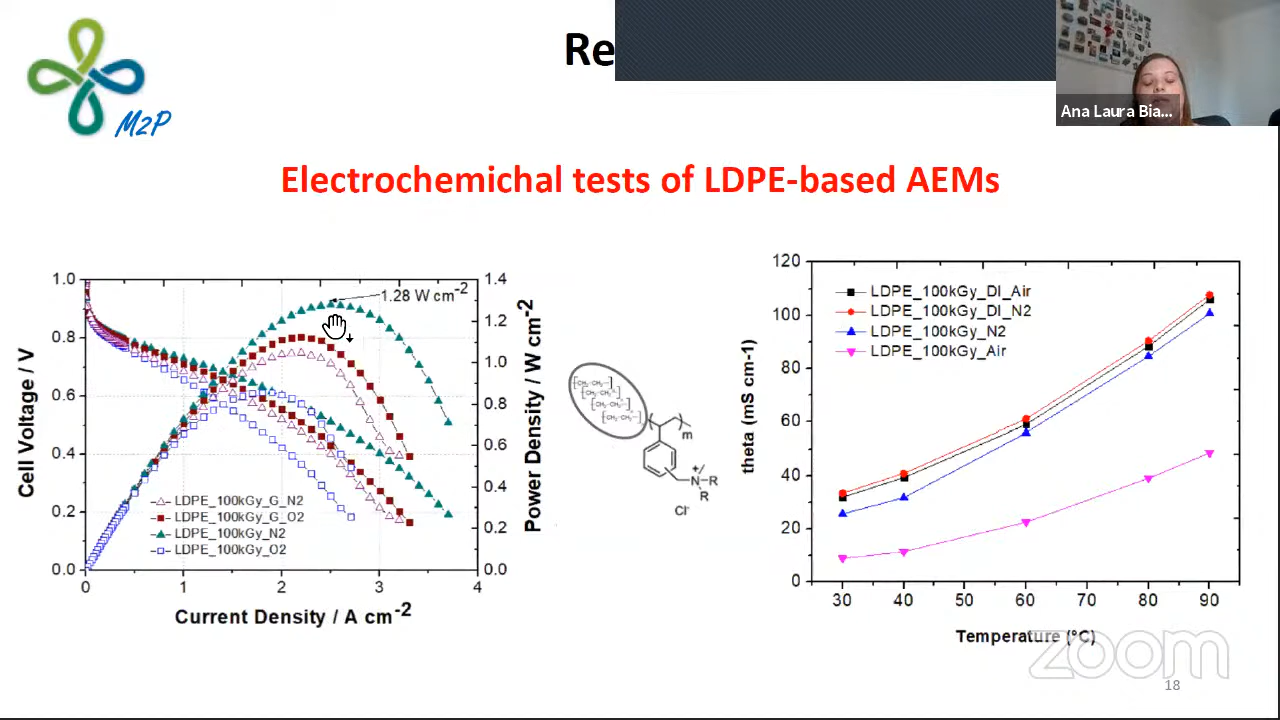 Re
M2P
Ana Laura Bia...
Electrochemichal tests of LDPE-based AEMs
1.0
0.8
0.6
0.4
0.2
0.0
Cell Voltage / V
0
1
2
3
4
Current Density / A cm-2
1.4
1.2
1.0
0.8
0.6
0.4
0.2
0.0
Power Density / W cm-2
1.28 W cm-2
LDPE_100kGy_G_N2
LDPE_100kGy_G_O2
LDPE_100kGy_N2
LDPE_100kGy_O2
m
N
+
R
R
Cl-
120
100
80
60
40
20
0
theta (mS cm-1)
LDPE_100kGy_DI_Air
LDPE_100kGy_DI_N2
LDPE_100kGy_N2
LDPE_100kGy_Air
30
40
50
60
70
80
90
Temperature (°C)
zoom
18